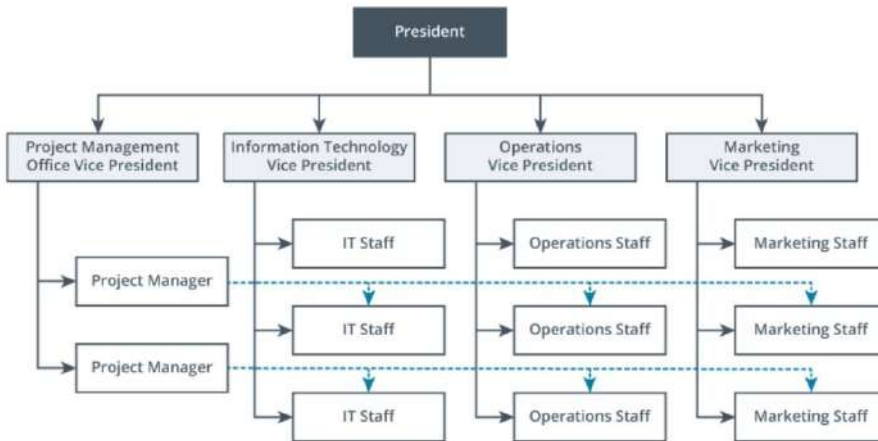 President
Project Management
Office Vice President
Information Technology
Vice President
Operations
Vice President
Marketing
Vice President
IT Staff
Operations Staff
Marketing Staff
Project Manager
IT Staff
Operations Staff
Marketing Staff
Project Manager
IT Staff
Operations Staff
Marketing Staff